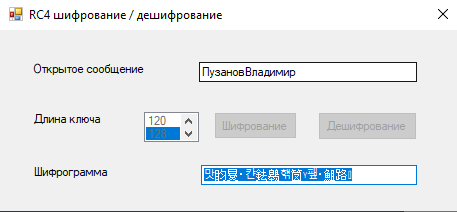 RC4 шифрование / дешифрование
Открытое сообщение
ПузановВладимир
Длина ключа
120
128
Шифрование
Дешифрование
Шифрограмма